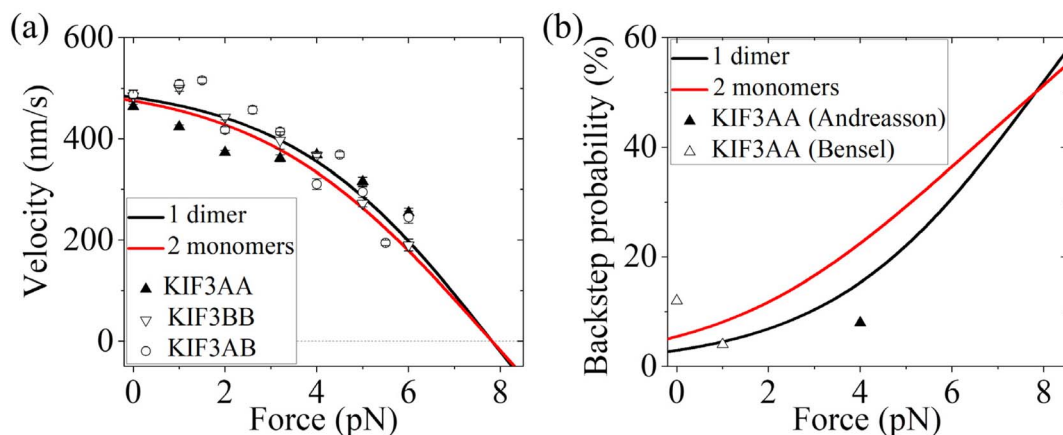 (a)
600
400
200
0
Velocity (nm/s)
1 dimer
2 monomers
KIF3AA
KIF3BB
KIF3AB
0 2 4 6 8
Force (pN)
(b)
60
40
20
0
Backstep probability (%)
1 dimer
2 monomers
KIF3AA (Andreasson)
KIF3AA (Bensel)
0 2 4 6 8
Force (pN)